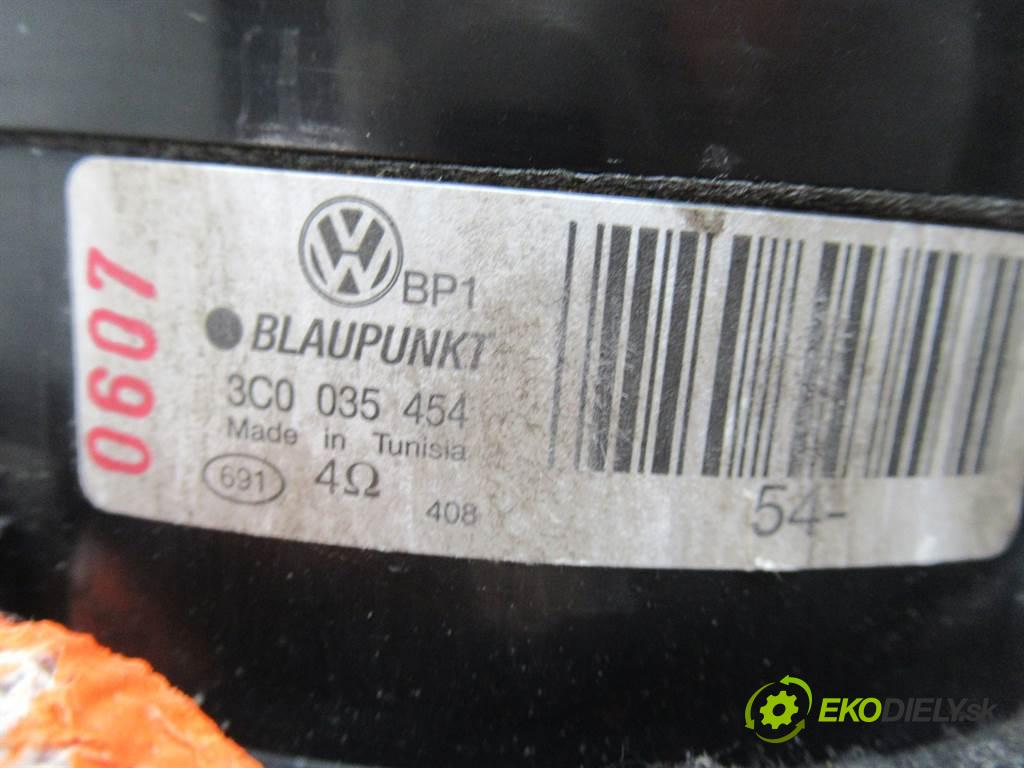 0607
BP1
BLAUPUNKT
3C0 035 454
Made in Tunisia
691 4Ω 408
54-
EKODIELY.sk